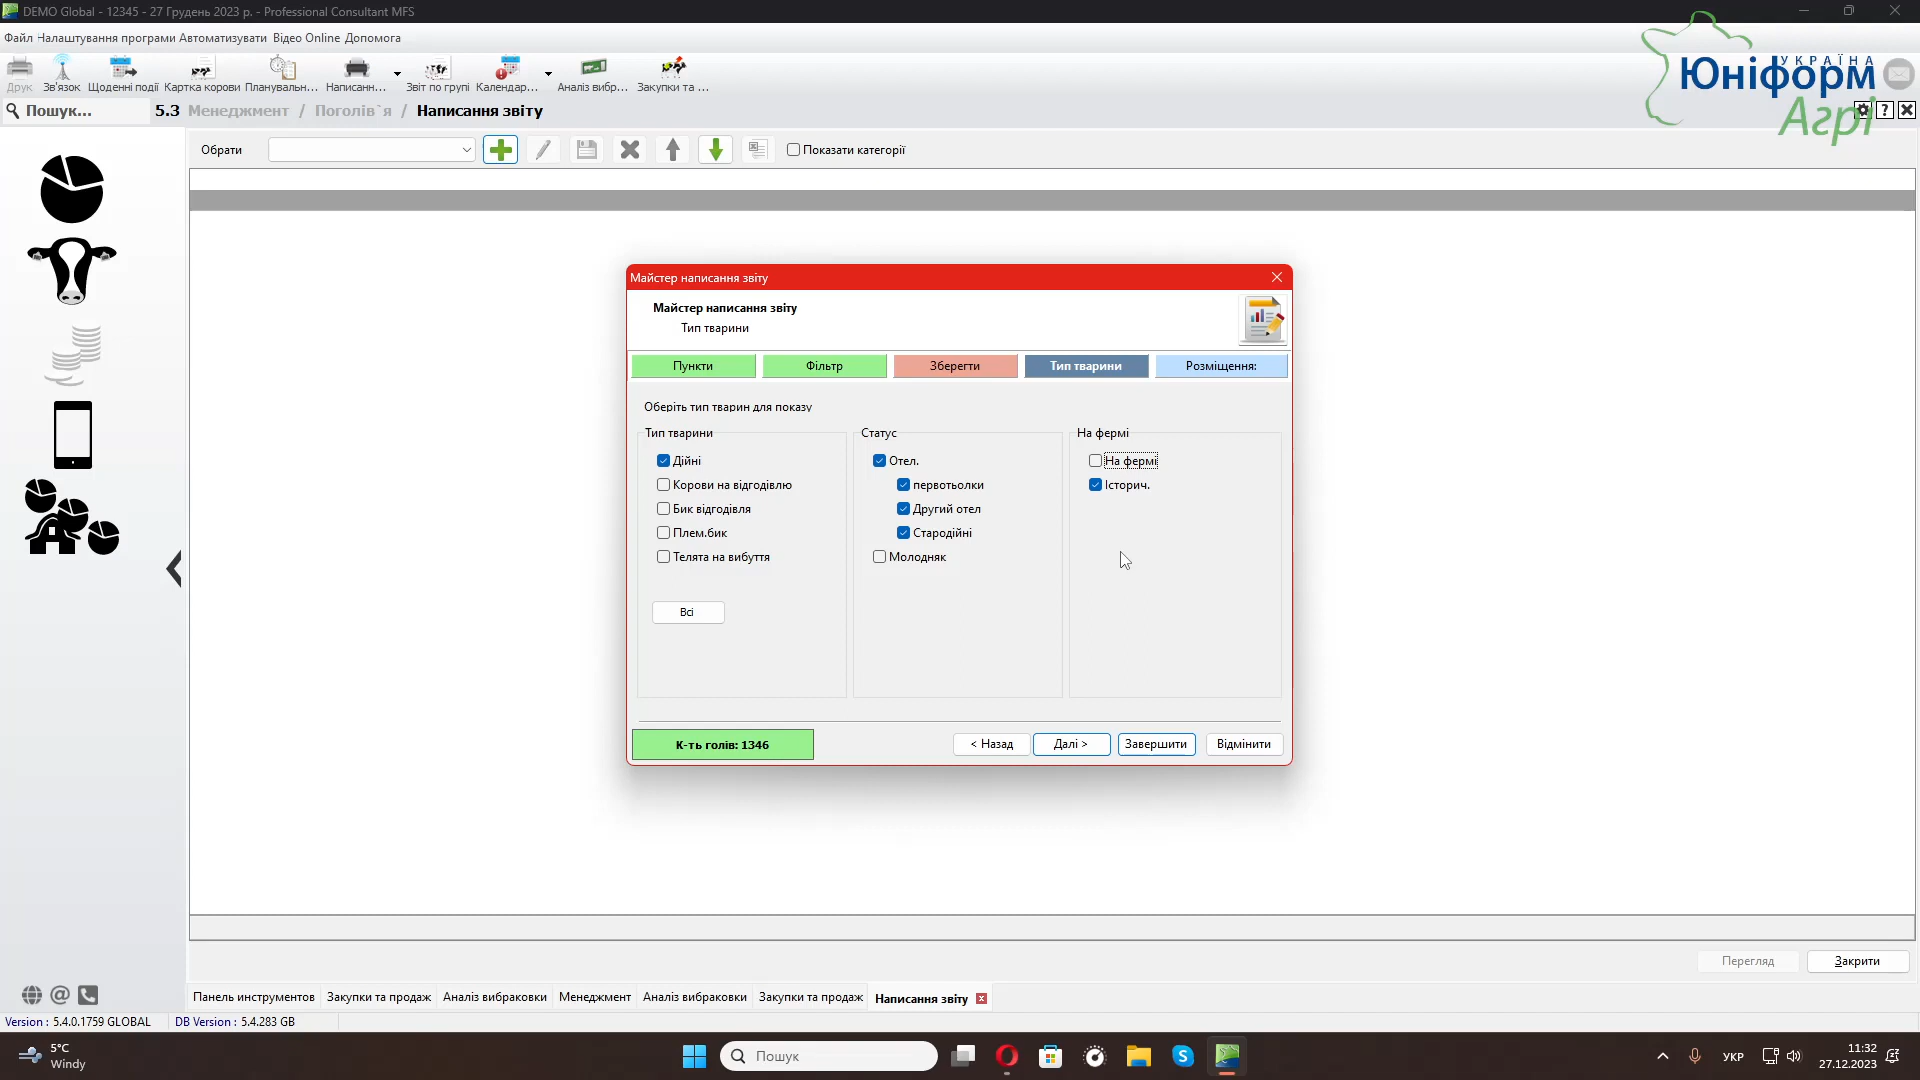 DEMO Global - 12345 - 27 Грудень 2023 р. - Professional Consultant MFS
Файл Налаштування програми Автоматизувати Відео Online Допомога
Друк Зв'язок Щоденні події Картка корови Планувальн... Написанн... Звіт по групі Календар... Аналіз вибр... Закупки та ...
УКРАЇНА
Юніформ
Агрі
Пошук... 5.3 Менеджмент / Поголів`я / Написання звіту
Обрати Показати категорії
Майстер написання звіту
Майстер написання звіту
Тип тварини
Пункти Фільтр Зберегти Тип тварини Розміщення:
Оберіть тип тварин для показу
Тип тварини Статус На фермі
Дійні Отел. На фермі
Корови на відгодівлю первотьолки Історич.
Бик відгодівля Другий отел
Плем.бик Стародійні
Телята на вибуття Молодняк
Всі
К-ть голів: 1346 < Назад Далі > Завершити Відмінити
Перегляд Закрити
Панель инструментов Закупки та продаж Аналіз вибраковки Менеджмент Аналіз вибраковки Закупки та продаж Написання звіту
Version : 5.4.0.1759 GLOBAL DB Version : 5.4.283 GB
5°C
Windy
Пошук
УКР
11:32
27.12.2023